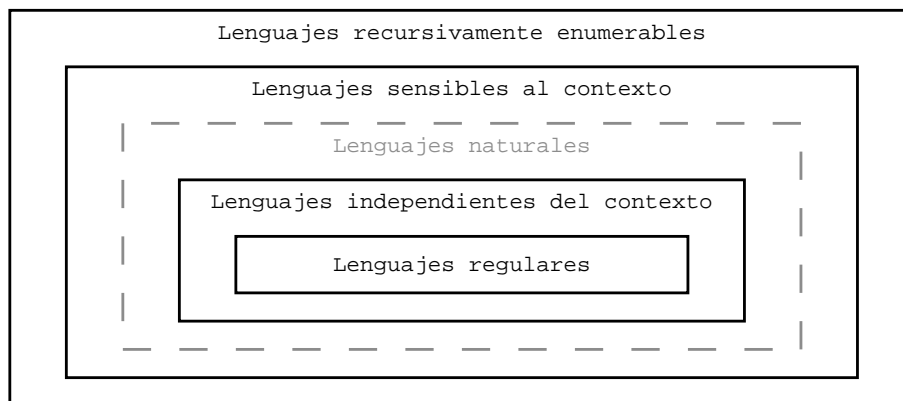 Lenguajes recursivamente enumerables
Lenguajes sensibles al contexto
Lenguajes naturales
Lenguajes independientes del contexto
Lenguajes regulares